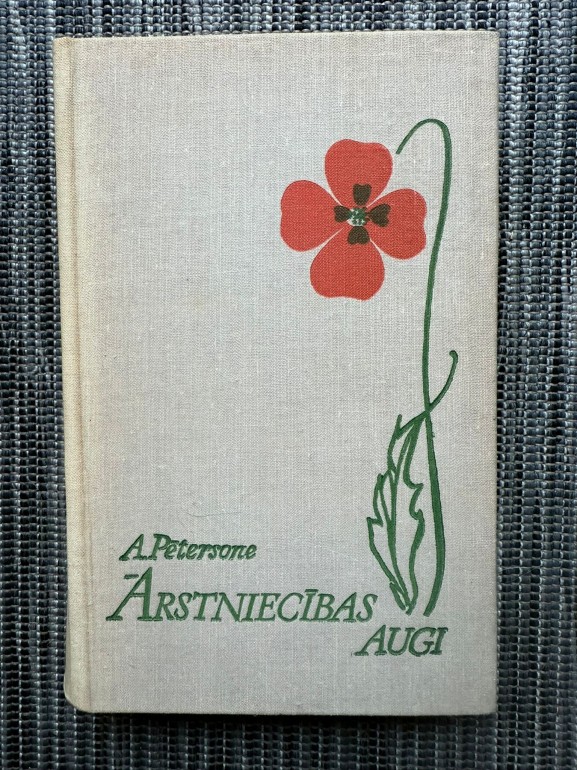 A. Pētersone
ĀRSTNIECĪBAS
AUGI